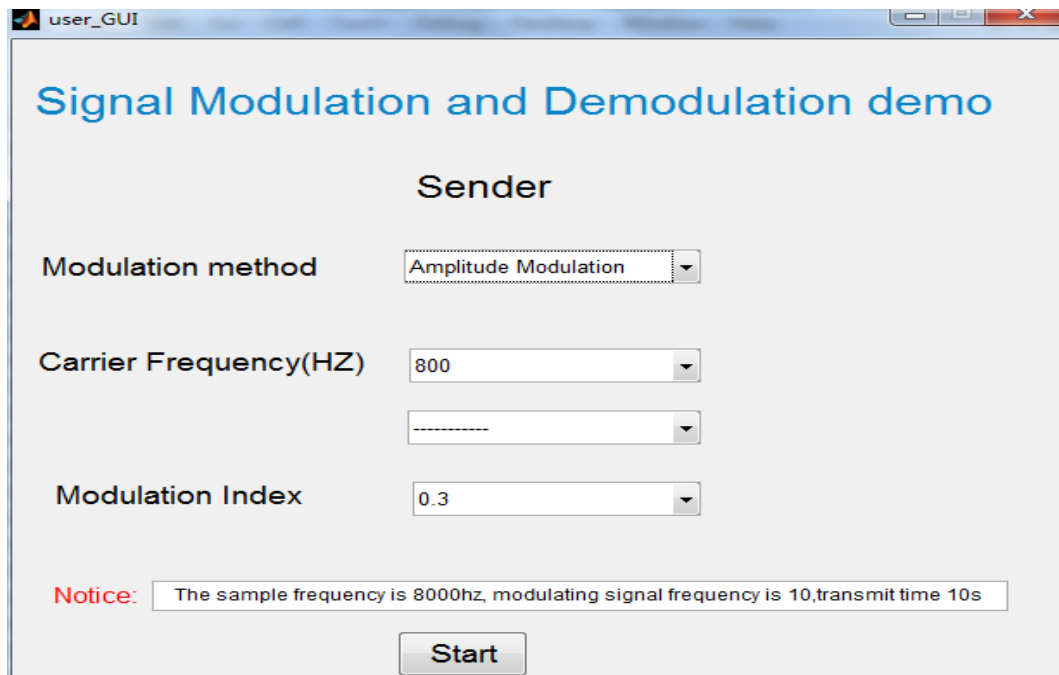 user_GUI
Signal Modulation and Demodulation demo
Sender
Modulation method
Amplitude Modulation
Carrier Frequency(HZ)
800
-----------
Modulation Index
0.3
Notice:
The sample frequency is 8000hz, modulating signal frequency is 10,transmit time 10s
Start